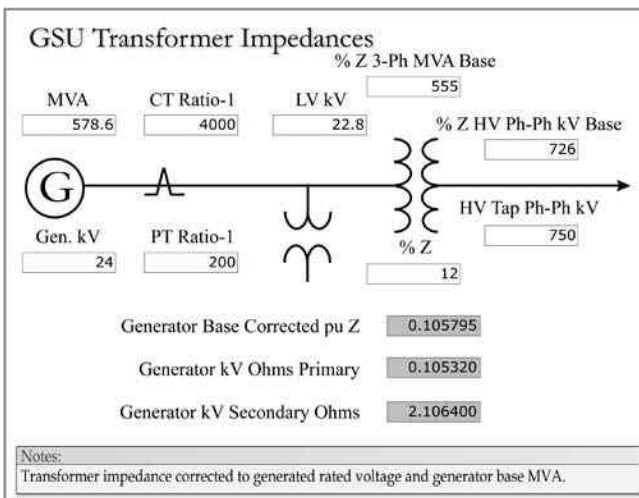 GSU Transformer Impedances
% Z 3-Ph MVA Base
555
MVA
CT Ratio-1
LV kV
578.6
4000
22.8
% Z HV Ph-Ph kV Base
726
G
HV Tap Ph-Ph kV
750
Gen. kV
PT Ratio-1
% Z
24
200
12
Generator Base Corrected pu Z
0.105795
Generator kV Ohms Primary
0.105320
Generator kV Secondary Ohms
2.106400
Notes:
Transformer impedance corrected to generated rated voltage and generator base MVA.